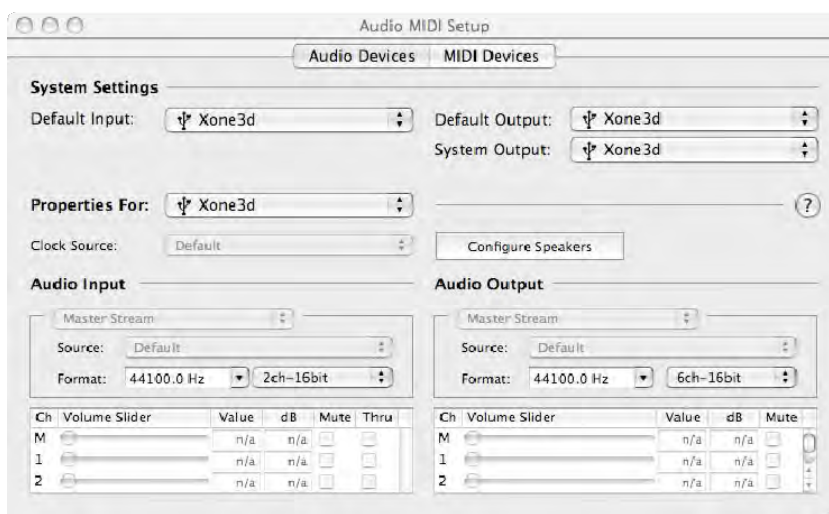 Audio MIDI Setup
Audio Devices MIDI Devices
System Settings
Default Input: Xone3d
Default Output: Xone3d
System Output: Xone3d
Properties For: Xone3d
?
Clock Source: Default
Configure Speakers
Audio Input
Master Stream
Source: Default
Format: 44100.0 Hz 2ch-16bit
Ch Volume Slider Value dB Mute Thru
M n/a n/a
1 n/a n/a
2 n/a n/a
Audio Output
Master Stream
Source: Default
Format: 44100.0 Hz 6ch-16bit
Ch Volume Slider Value dB Mute
M n/a n/a
1 n/a n/a
2 n/a n/a